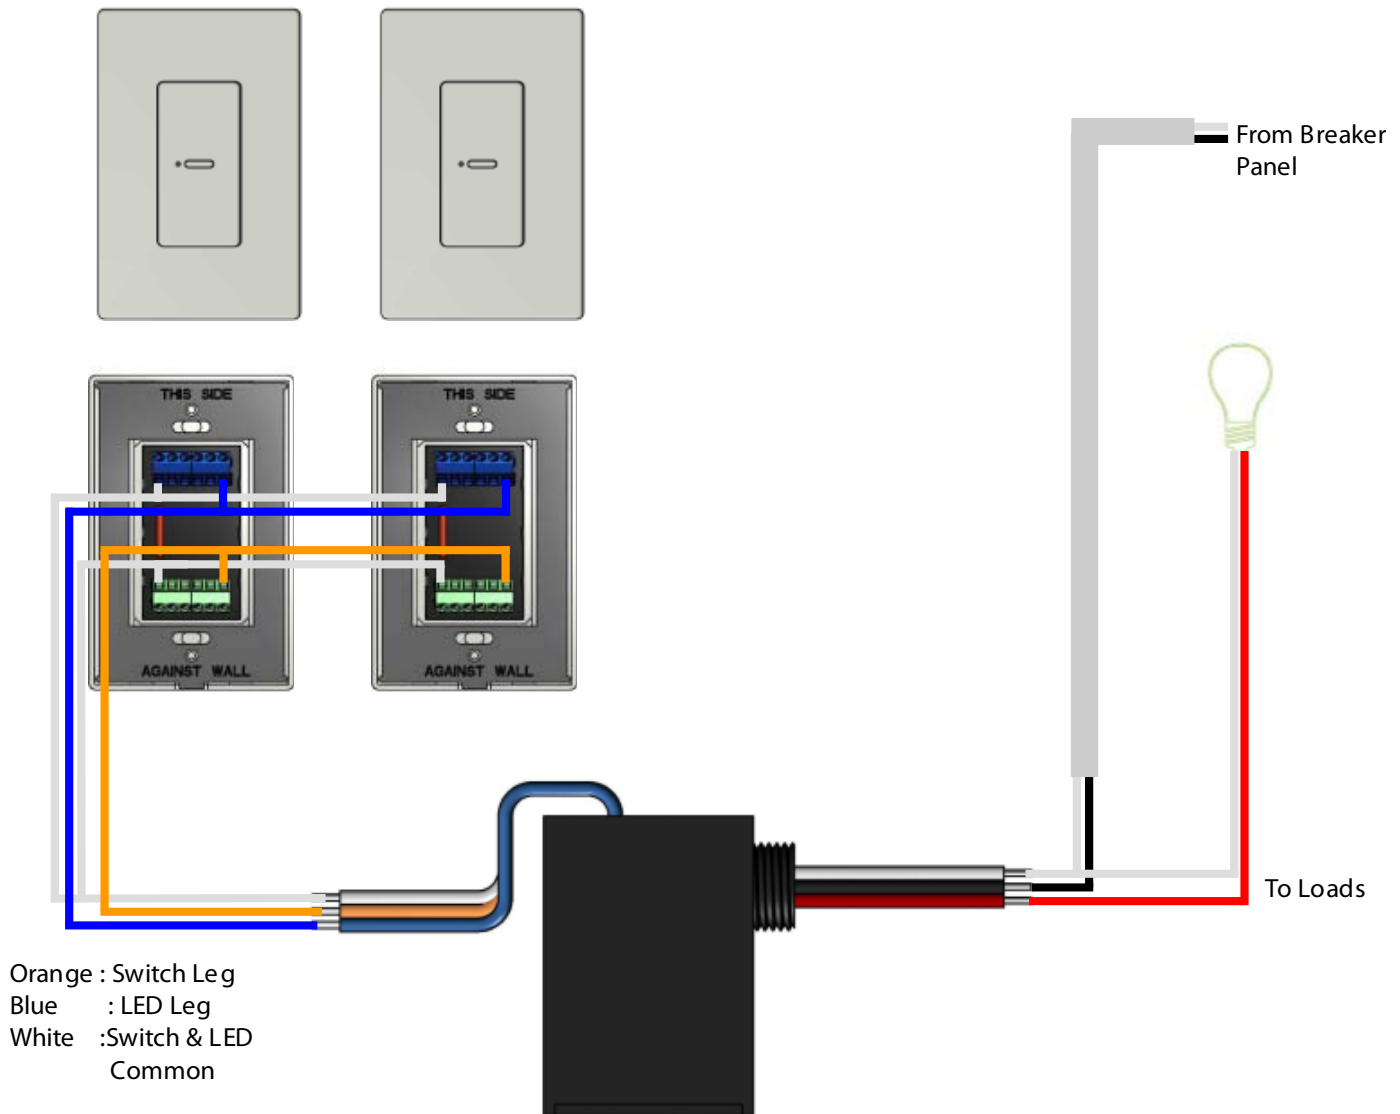 From Breaker
Panel
THIS SIDE
THIS SIDE
AGAINST WALL
AGAINST WALL
To Loads
Orange : Switch Leg
Blue : LED Leg
White :Switch & LED
Common